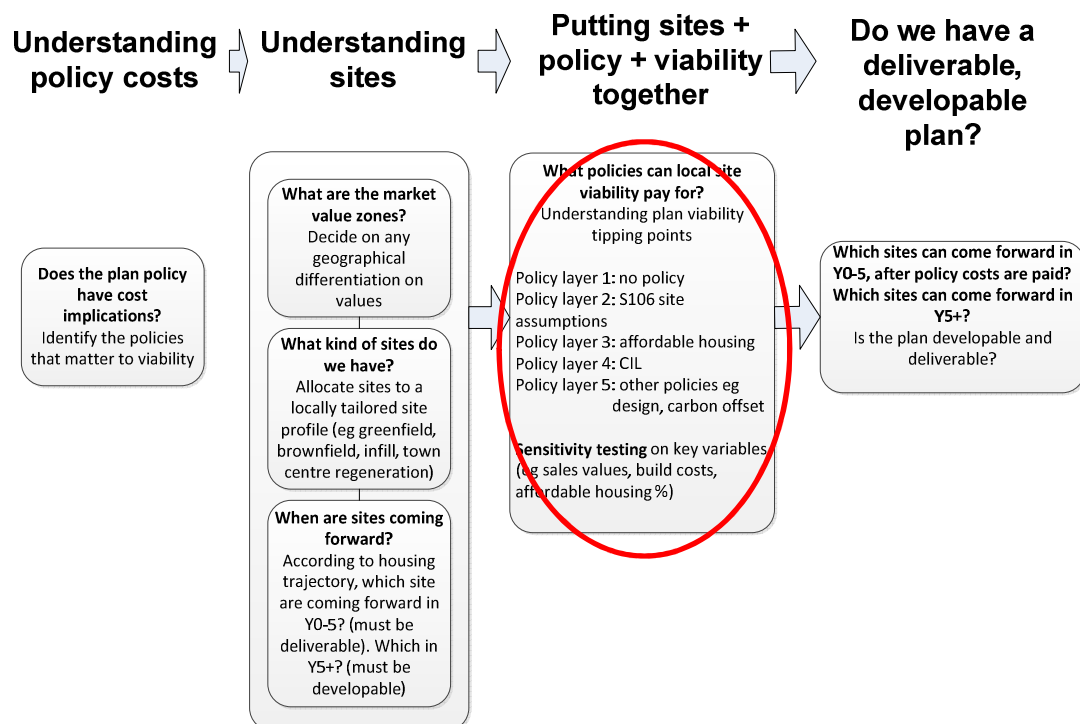 Understanding
policy costs
Understanding
sites
Putting sites +
policy + viability
together
Do we have a
deliverable,
developable
plan?
Does the plan policy
have cost
implications?
Identify the policies
that matter to viability
What are the market
value zones?
Decide on any
geographical
differentiation on
values
What kind of sites do
we have?
Allocate sites to a
locally tailored site
profile (eg greenfield,
brownfield, infill, town
centre regeneration)
When are sites coming
forward?
According to housing
trajectory, which site
are coming forward in
Y0-5? (must be
deliverable). Which in
Y5+? (must be
developable)
What policies can local site
viability pay for?
Understanding plan viability
tipping points
Policy layer 1: no policy
Policy layer 2: S106 site
assumptions
Policy layer 3: affordable housing
Policy layer 4: CIL
Policy layer 5: other policies eg
design, carbon offset
Sensitivity testing on key variables
(eg sales values, build costs,
affordable housing %)
Which sites can come forward in
Y0-5, after policy costs are paid?
Which sites can come forward in
Y5+?
Is the plan developable and
deliverable?